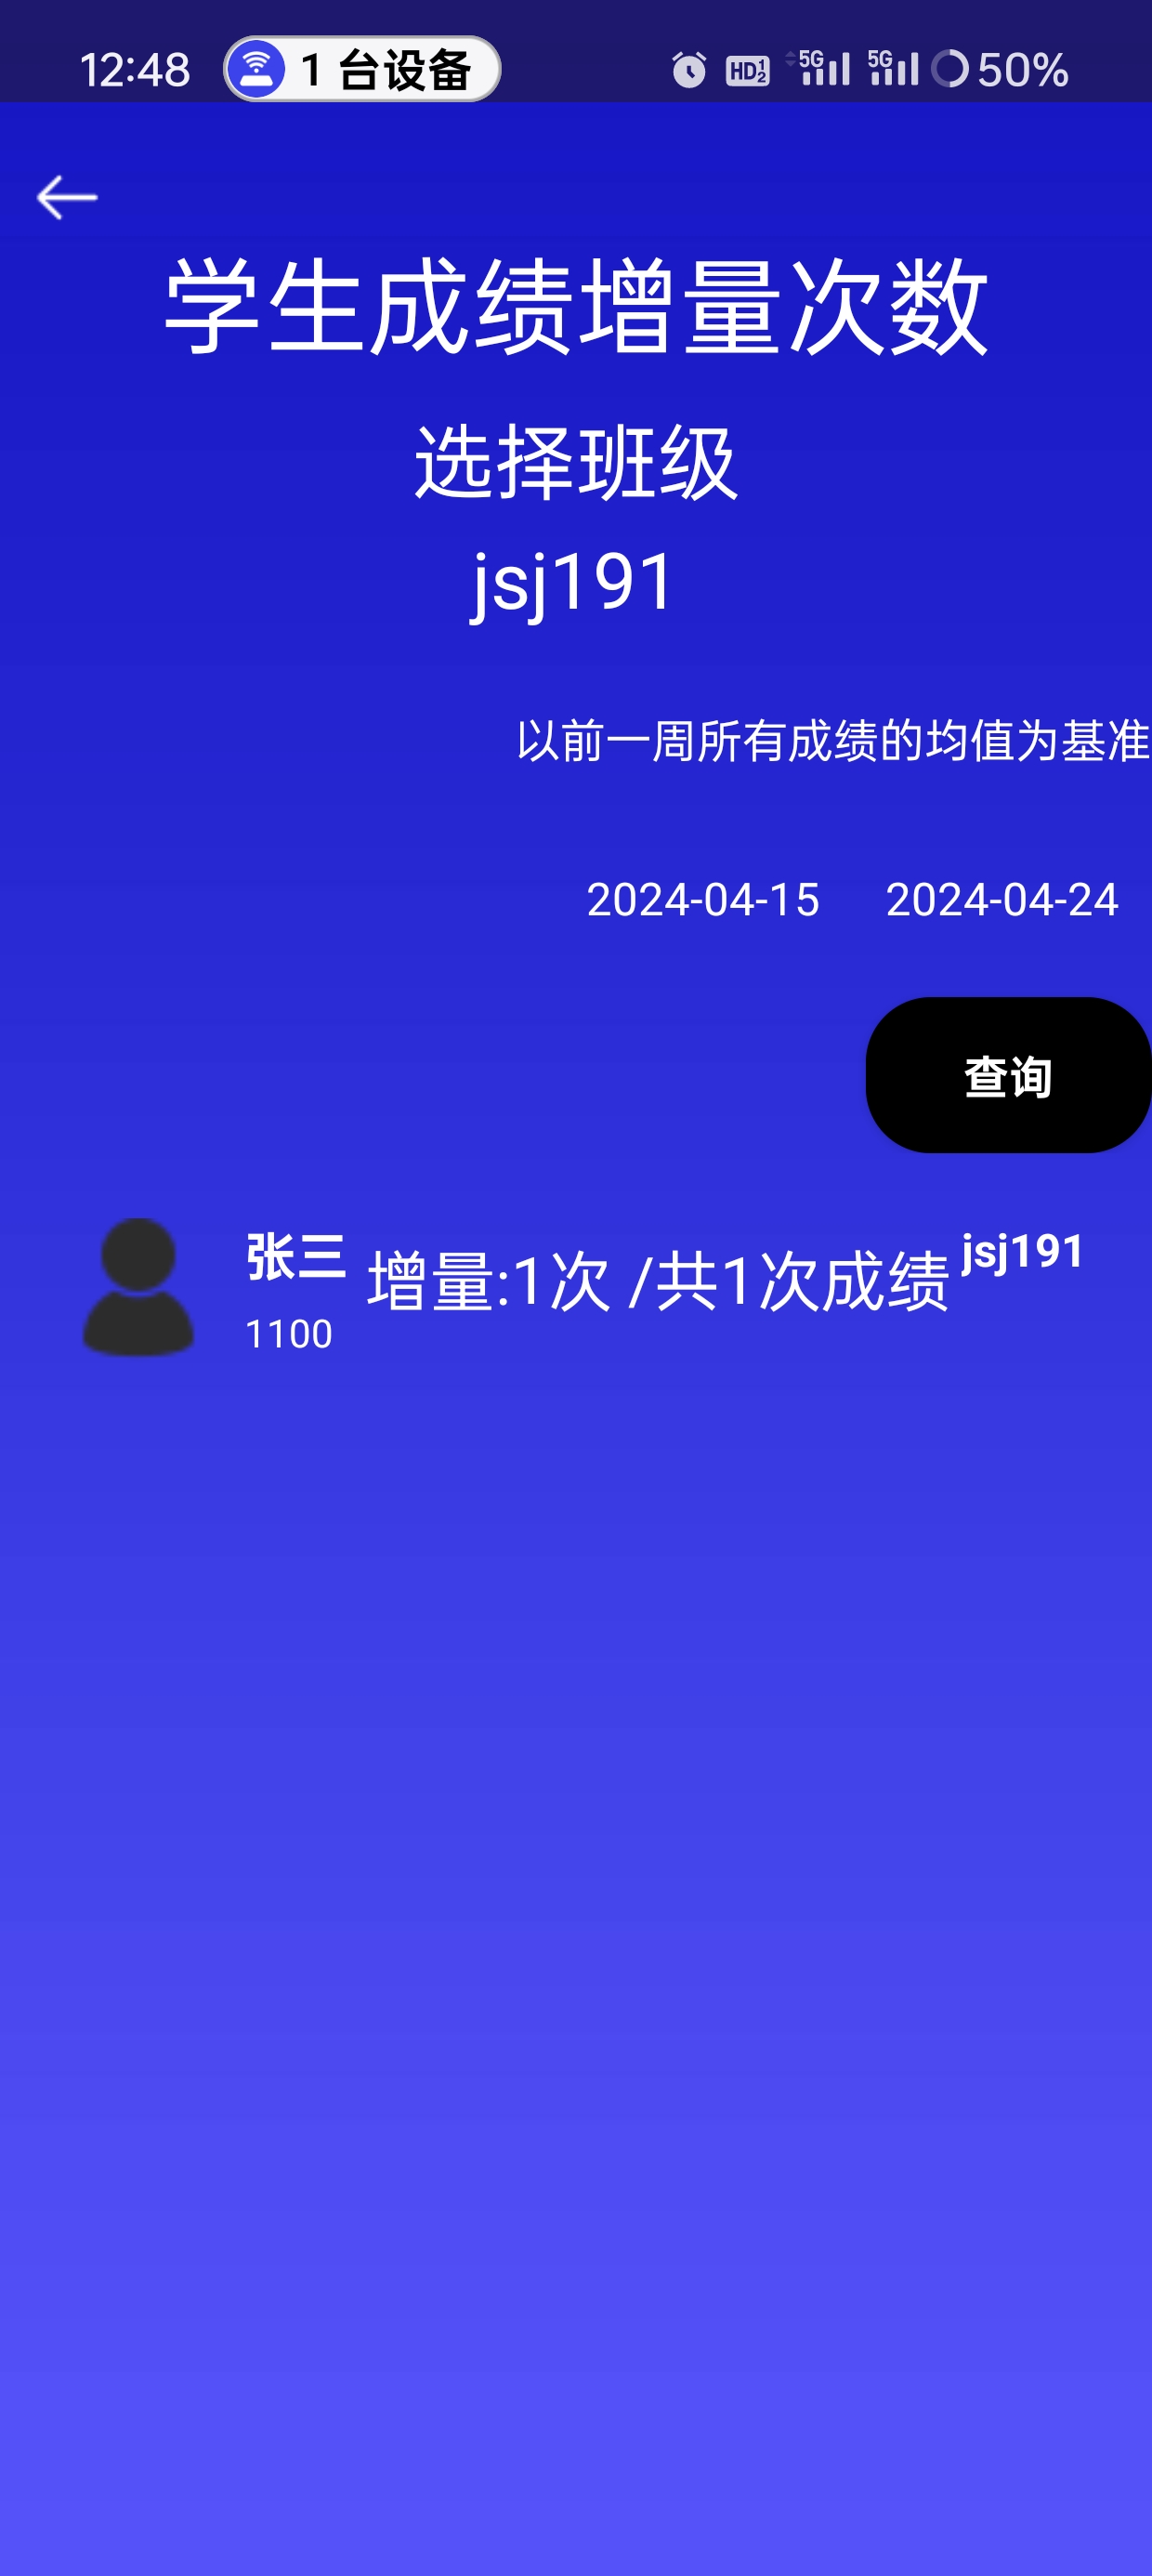 12:48 1 台设备 HD 1 2 5G 5G 50%
学生成绩增量次数
选择班级
jsj191
以前一周所有成绩的均值为基准
2024-04-15 2024-04-24
查询
张三 增量:1次 /共1次成绩 jsj191
1100